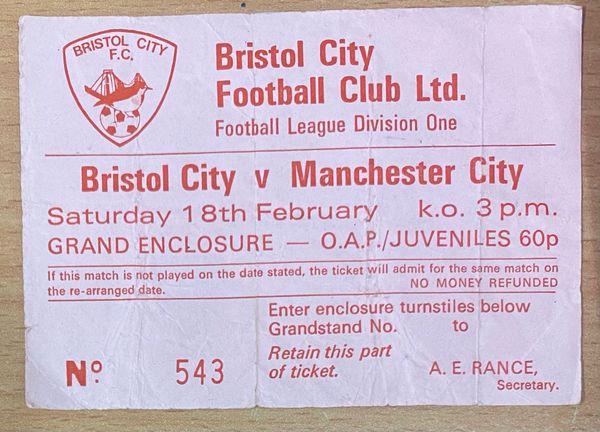 BRISTOL CITY
F.C.
Bristol City
Football Club Ltd.
Football League Division One
Bristol City v Manchester City
Saturday 18th February k.o. 3 p.m.
GRAND ENCLOSURE — O.A.P./JUVENILES 60p
If this match is not played on the date stated, the ticket will admit for the same match on
the re-arranged date. NO MONEY REFUNDED
Enter enclosure turnstiles below
Grandstand No. to
Retain this part
of ticket.
A. E. RANCE,
Secretary.
Nº 543